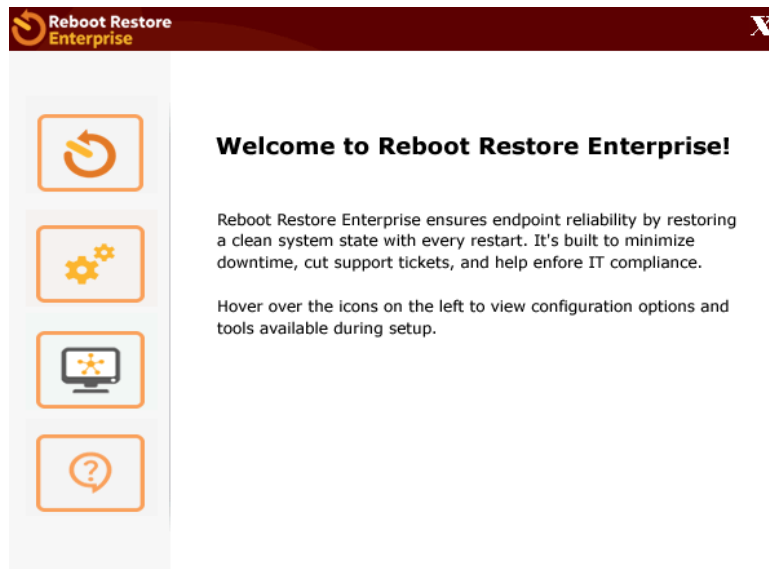 Reboot Restore
Enterprise
X
Welcome to Reboot Restore Enterprise!
Reboot Restore Enterprise ensures endpoint reliability by restoring
a clean system state with every restart. It's built to minimize
downtime, cut support tickets, and help enfore IT compliance.
Hover over the icons on the left to view configuration options and
tools available during setup.
?